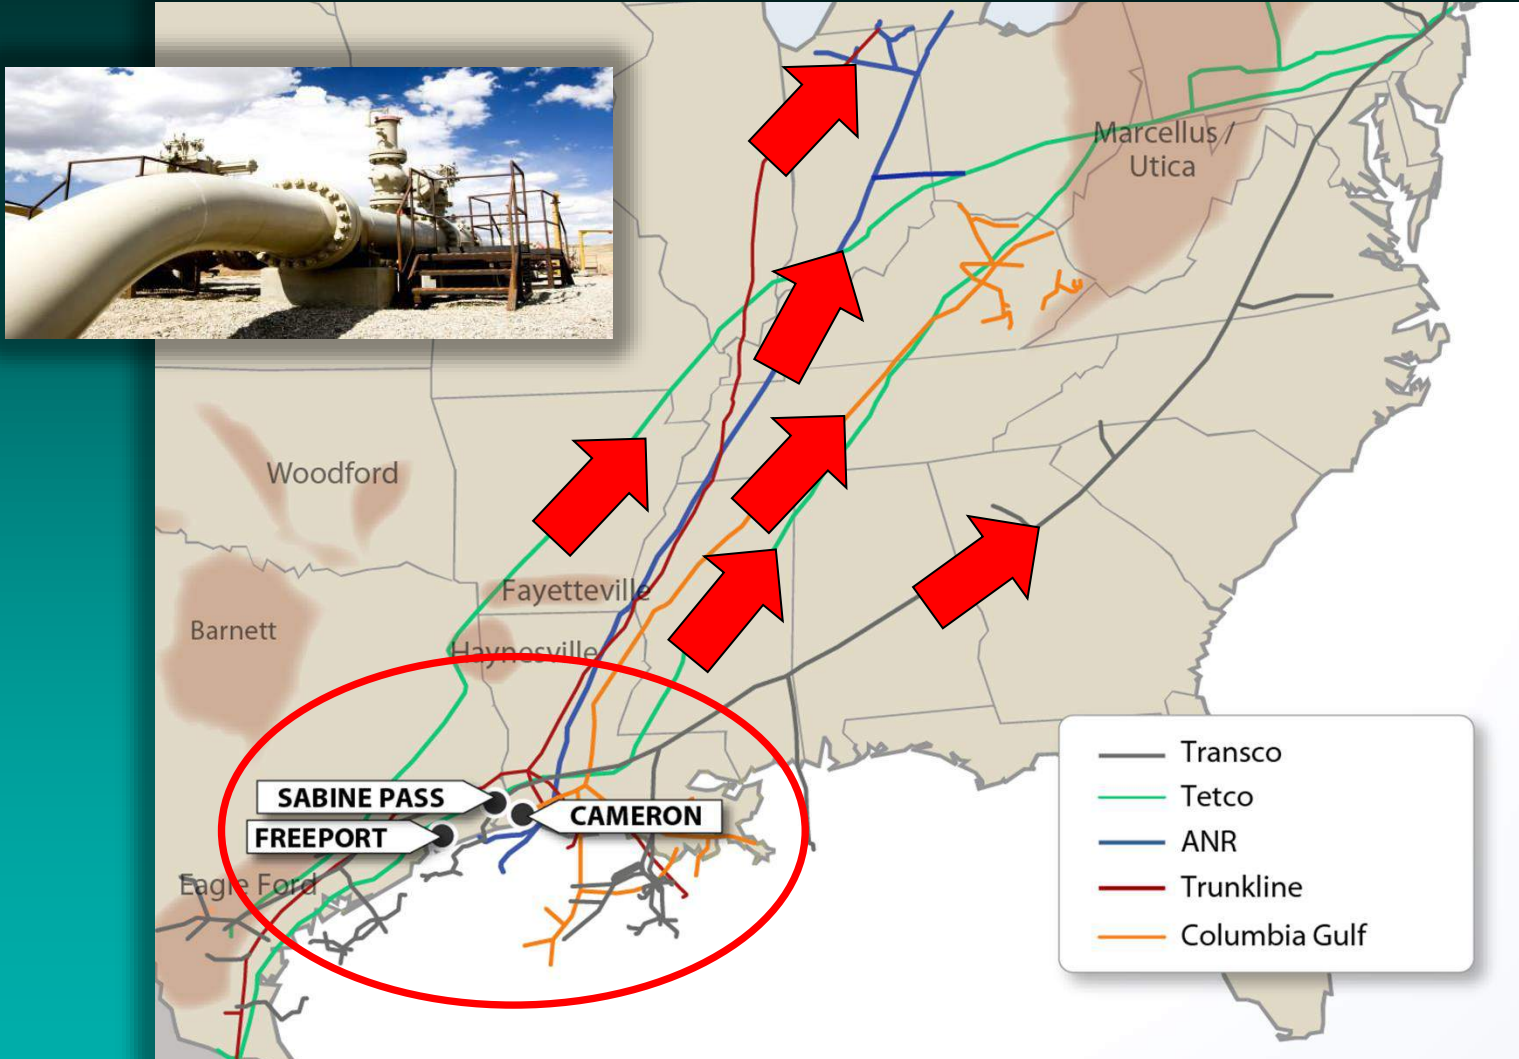 Marcellus /
Utica
Woodford
Fayetteville
Barnett
Haynesville
SABINE PASS
CAMERON
FREEPORT
Eagle Ford
Transco
Tetco
ANR
Trunkline
Columbia Gulf